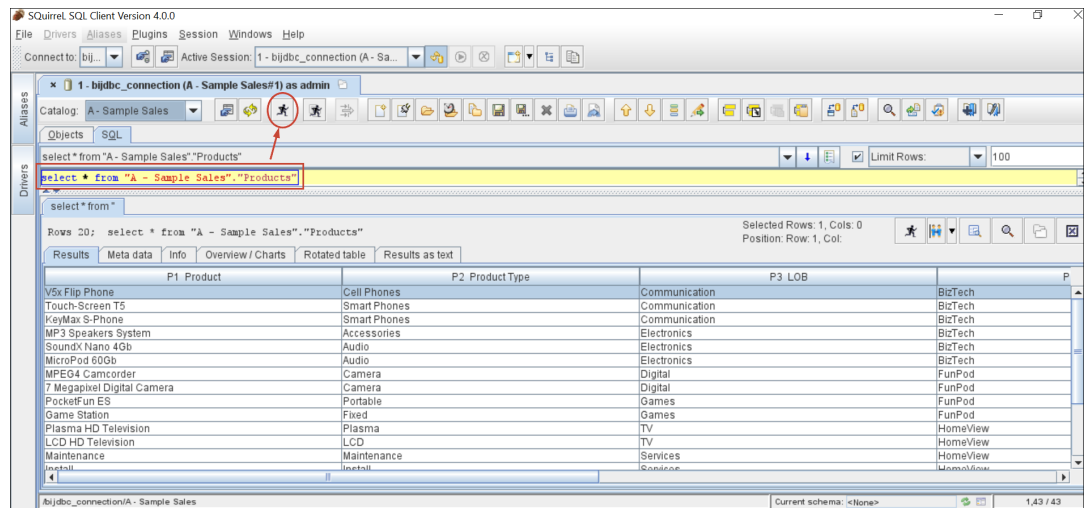 SQuirreL SQL Client Version 4.0.0
File Drivers Aliases Plugins Session Windows Help
Connect to: bij... Active Session: 1 - bijdbc_connection (A - Sa...
1 - bijdbc_connection (A - Sample Sales#1) as admin
Catalog: A - Sample Sales
Aliases
Drivers
Objects SQL
select * from "A - Sample Sales"."Products" Limit Rows: 100
select * from "A - Sample Sales"."Products"
select * from "
Rows 20; select * from "A - Sample Sales"."Products" Selected Rows: 1, Cols: 0
Position: Row: 1, Col:
Results Meta data Info Overview / Charts Rotated table Results as text
P1 Product P2 Product Type P3 LOB P
V5x Flip Phone Cell Phones Communication BizTech
Touch-Screen T5 Smart Phones Communication BizTech
KeyMax S-Phone Smart Phones Communication BizTech
MP3 Speakers System Accessories Electronics BizTech
SoundX Nano 4Gb Audio Electronics BizTech
MicroPod 60Gb Audio Electronics BizTech
MPEG4 Camcorder Camera Digital FunPod
7 Megapixel Digital Camera Camera Digital FunPod
PocketFun ES Portable Games FunPod
Game Station Fixed Games FunPod
Plasma HD Television Plasma TV HomeView
LCD HD Television LCD TV HomeView
Maintenance Maintenance Services HomeView
Install Install Services HomeView
/bijdbc_connection/A - Sample Sales Current schema: <None> 1,43 / 43